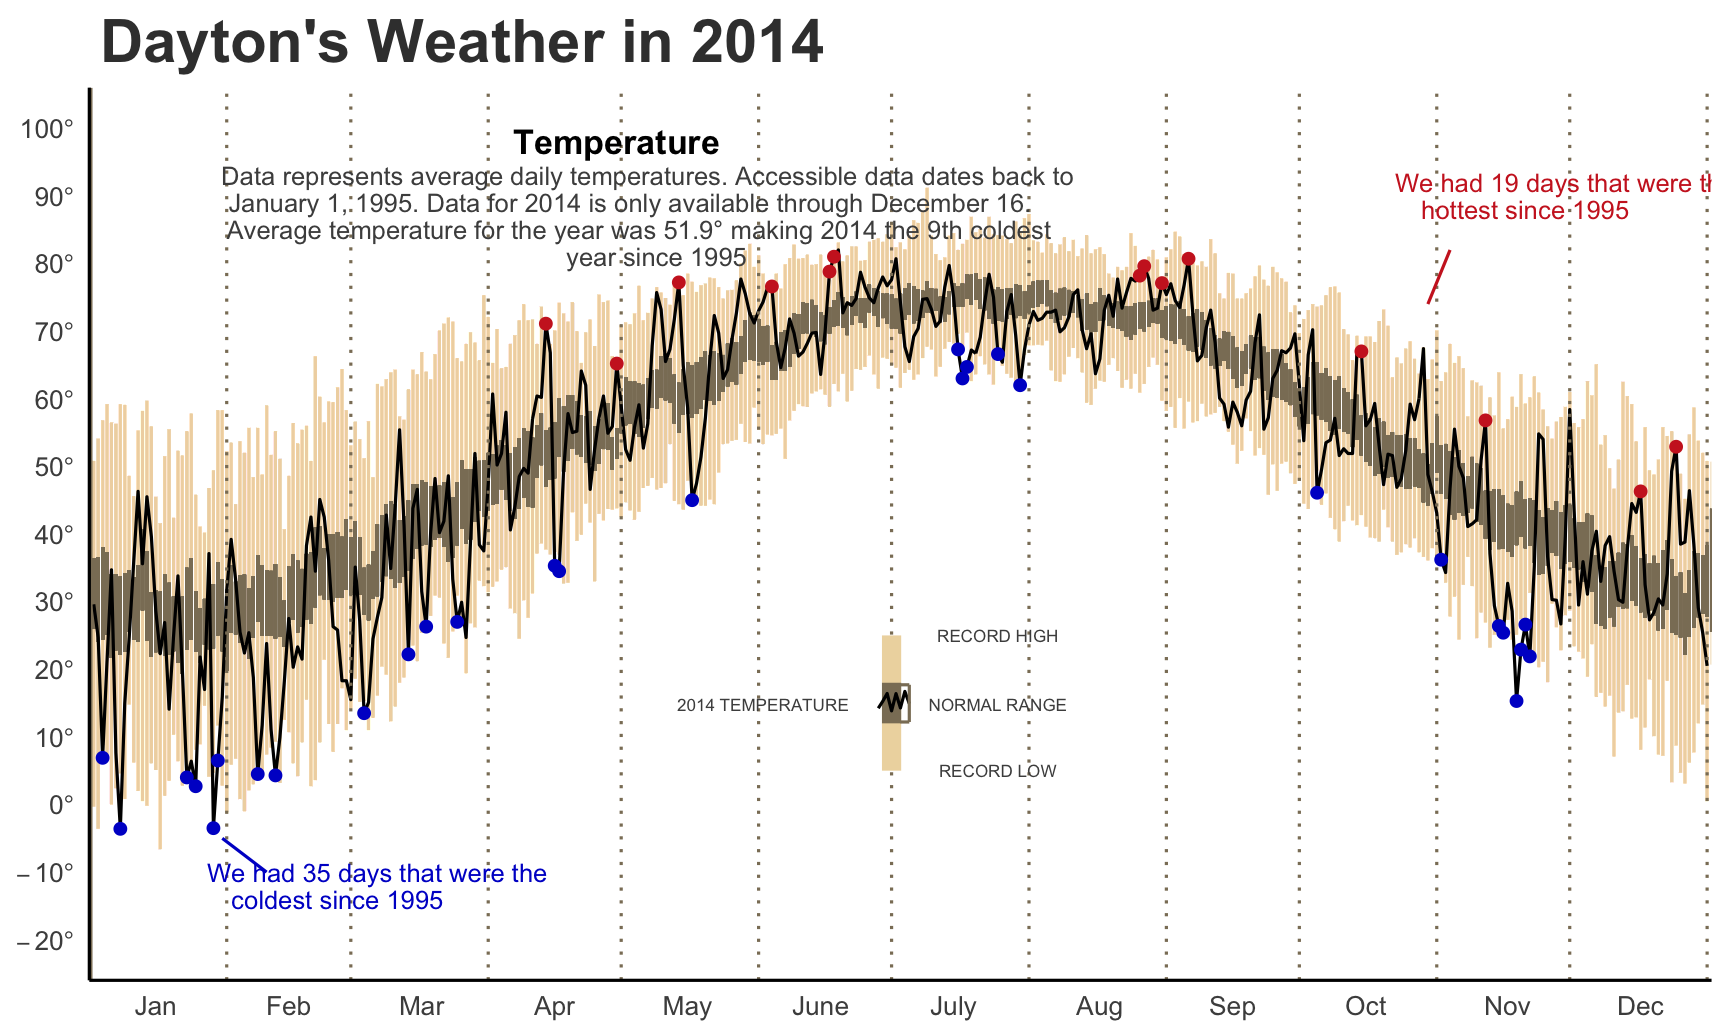 Dayton's Weather in 2014
100°
90°
80°
70°
60°
50°
40°
30°
20°
10°
0°
−10°
−20°
Temperature
Data represents average daily temperatures. Accessible data dates back to
January 1, 1995. Data for 2014 is only available through December 16.
Average temperature for the year was 51.9° making 2014 the 9th coldest
year since 1995
We had 19 days that were
hottest since 1995
RECORD HIGH
2014 TEMPERATURE
NORMAL RANGE
RECORD LOW
We had 35 days that were the
coldest since 1995
Jan Feb Mar Apr May June July Aug Sep Oct Nov Dec